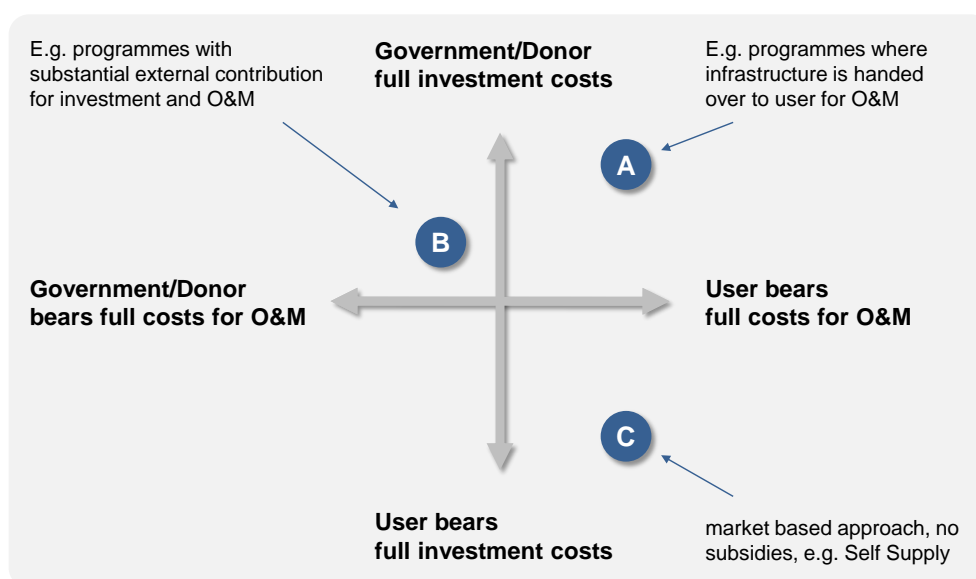 E.g. programmes with
substantial external contribution
for investment and O&M
Government/Donor
full investment costs
E.g. programmes where
infrastructure is handed
over to user for O&M
A
B
Government/Donor
bears full costs for O&M
User bears
full costs for O&M
C
User bears
full investment costs
market based approach, no
subsidies, e.g. Self Supply